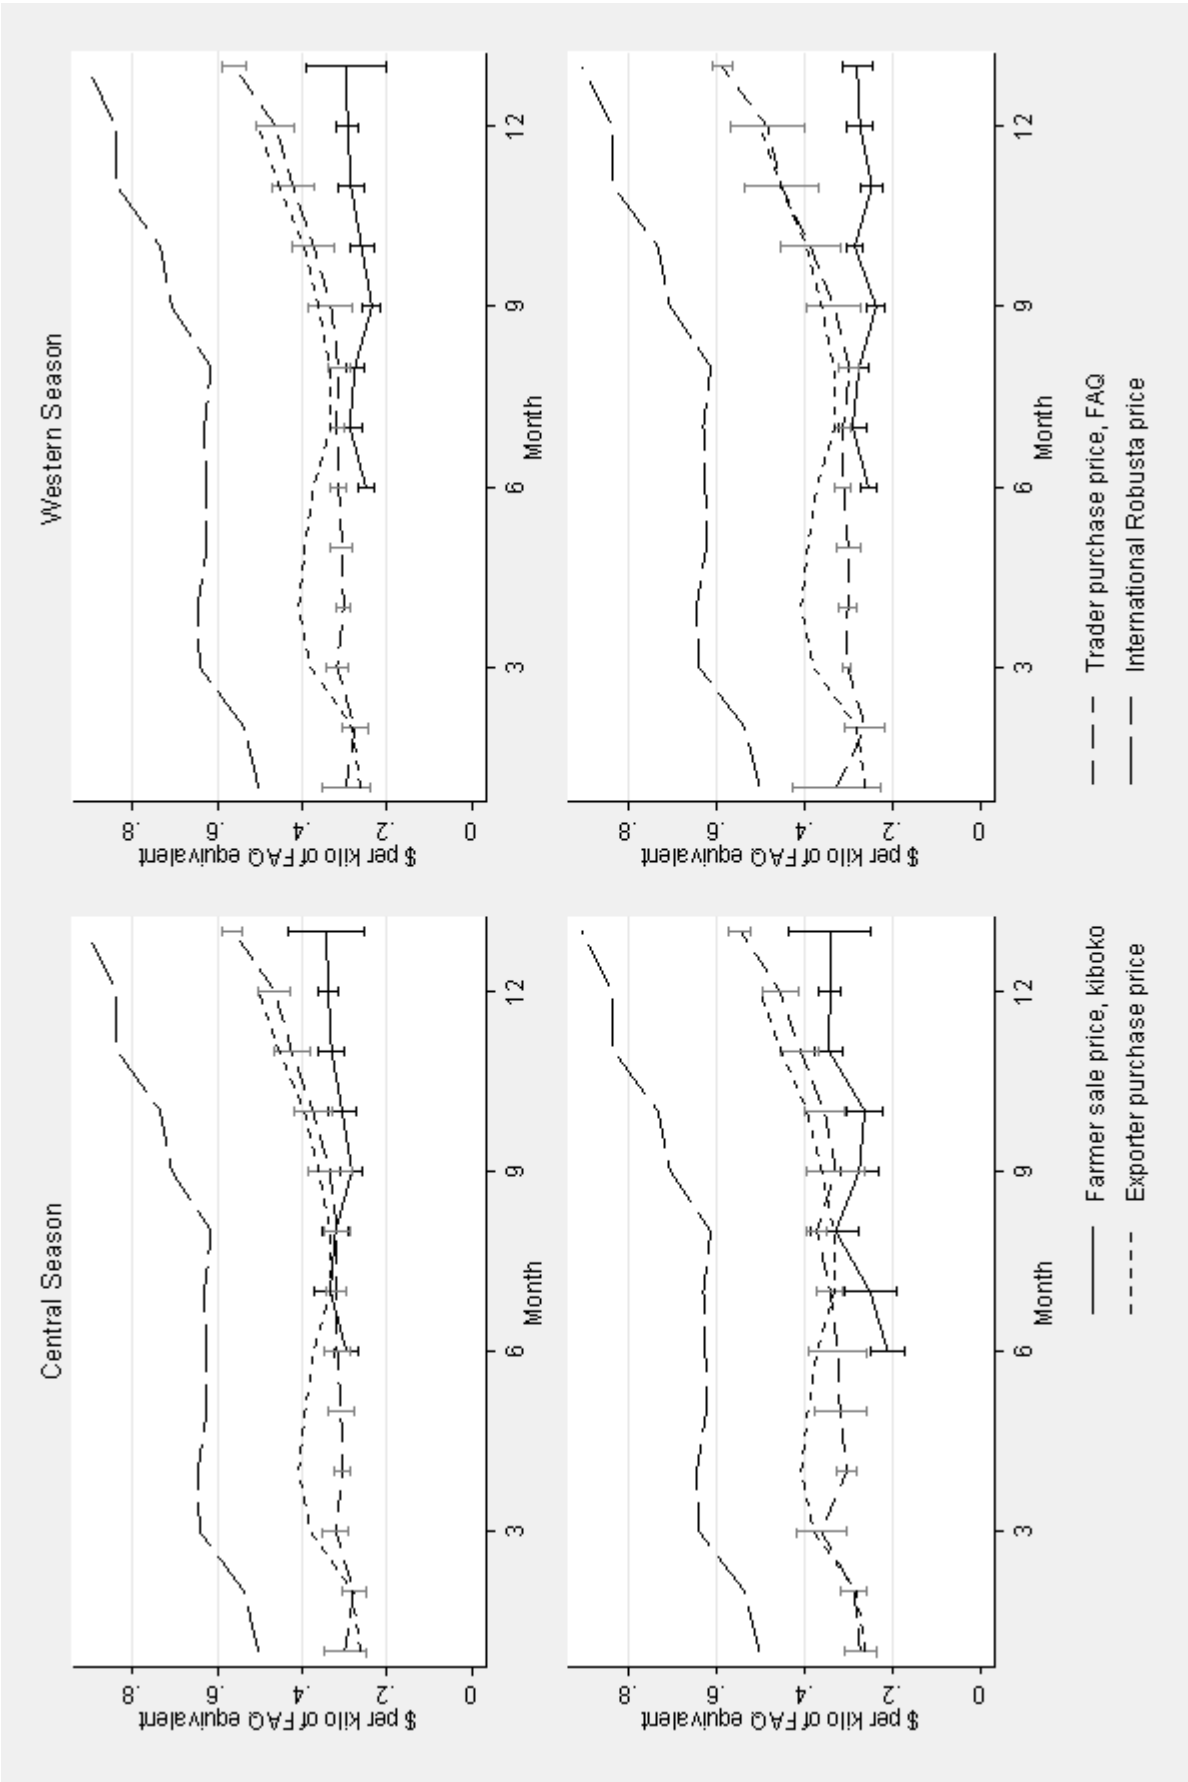 Central Season
Western Season
$ per kilo of FAQ equivalent
.8
.6
.4
.2
0
3
6
9
12
Month
$ per kilo of FAQ equivalent
.8
.6
.4
.2
0
3
6
9
12
Month
$ per kilo of FAQ equivalent
.8
.6
.4
.2
0
3
6
9
12
Month
$ per kilo of FAQ equivalent
.8
.6
.4
.2
0
3
6
9
12
Month
Farmer sale price, kiboko
Trader purchase price, FAQ
Exporter purchase price
International Robusta price